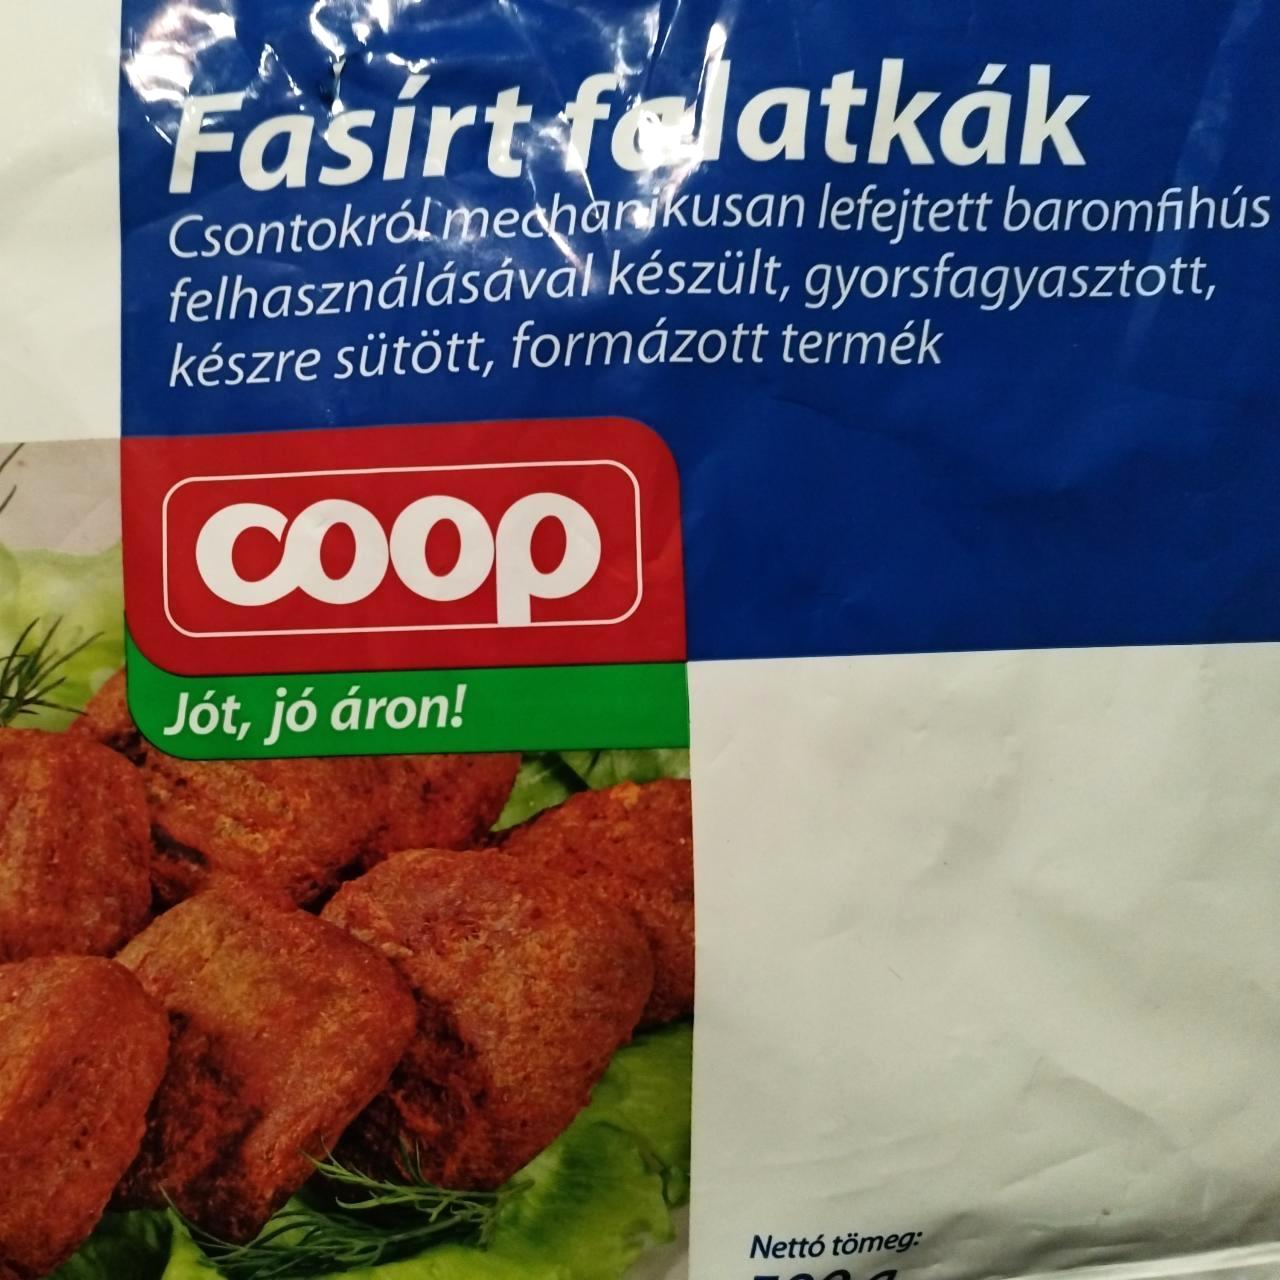 Fasírt falatkák
Csontokról mechanikusan lefejtett baromfihús
felhasználásával készült, gyorsfagyasztott,
készre sütött, formázott termék
coop
Jót, jó áron!
Nettó tömeg: